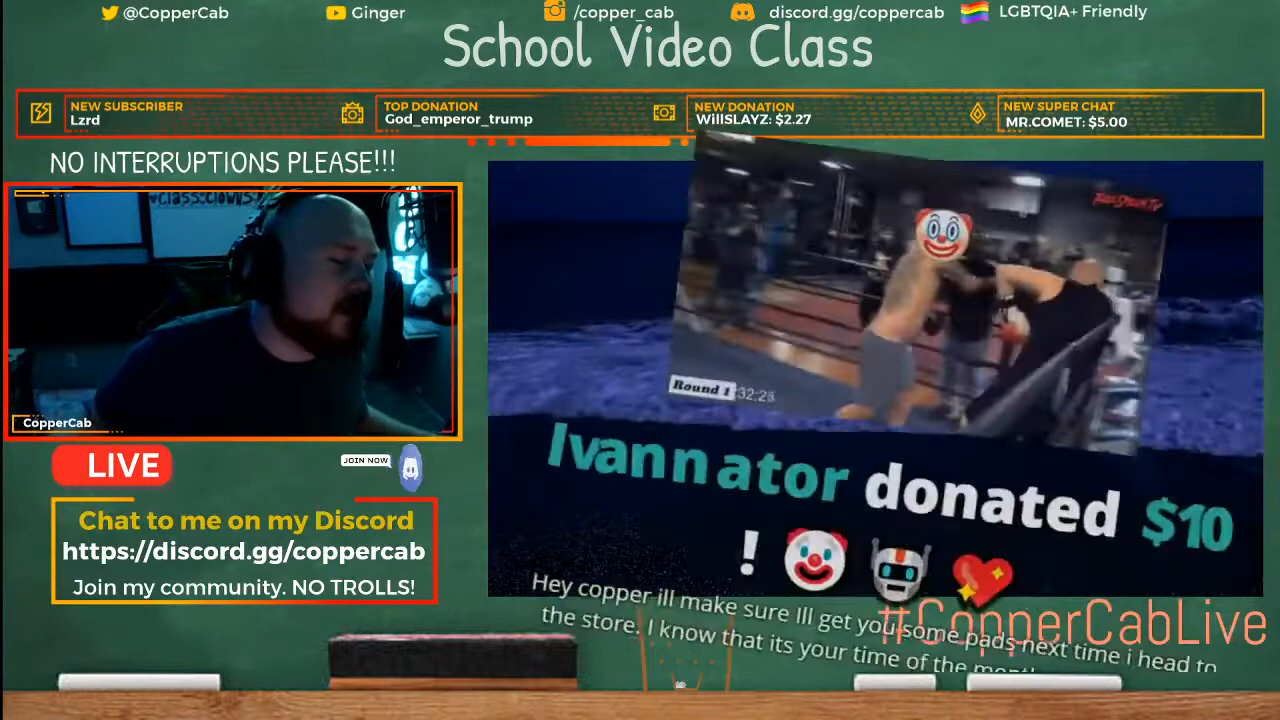 @CopperCab
Ginger
/copper_cab
discord.gg/coppercab
LGBTQIA+ Friendly
School Video Class
NEW SUBSCRIBER
Lzrd
TOP DONATION
God_emperor_trump
NEW DONATION
WillSLAYZ: $2.27
NEW SUPER CHAT
MR.COMET: $5.00
NO INTERRUPTIONS PLEASE!!!
CopperCab
Round 1 :32:26
LIVE
JOIN NOW
Chat to me on my Discord
https://discord.gg/coppercab
Join my community. NO TROLLS!
Ivannator donated $10
!
Hey copper ill make sure Ill get you some pads next time i head to
the store. I know that its your time of the month
#CopperCabLive